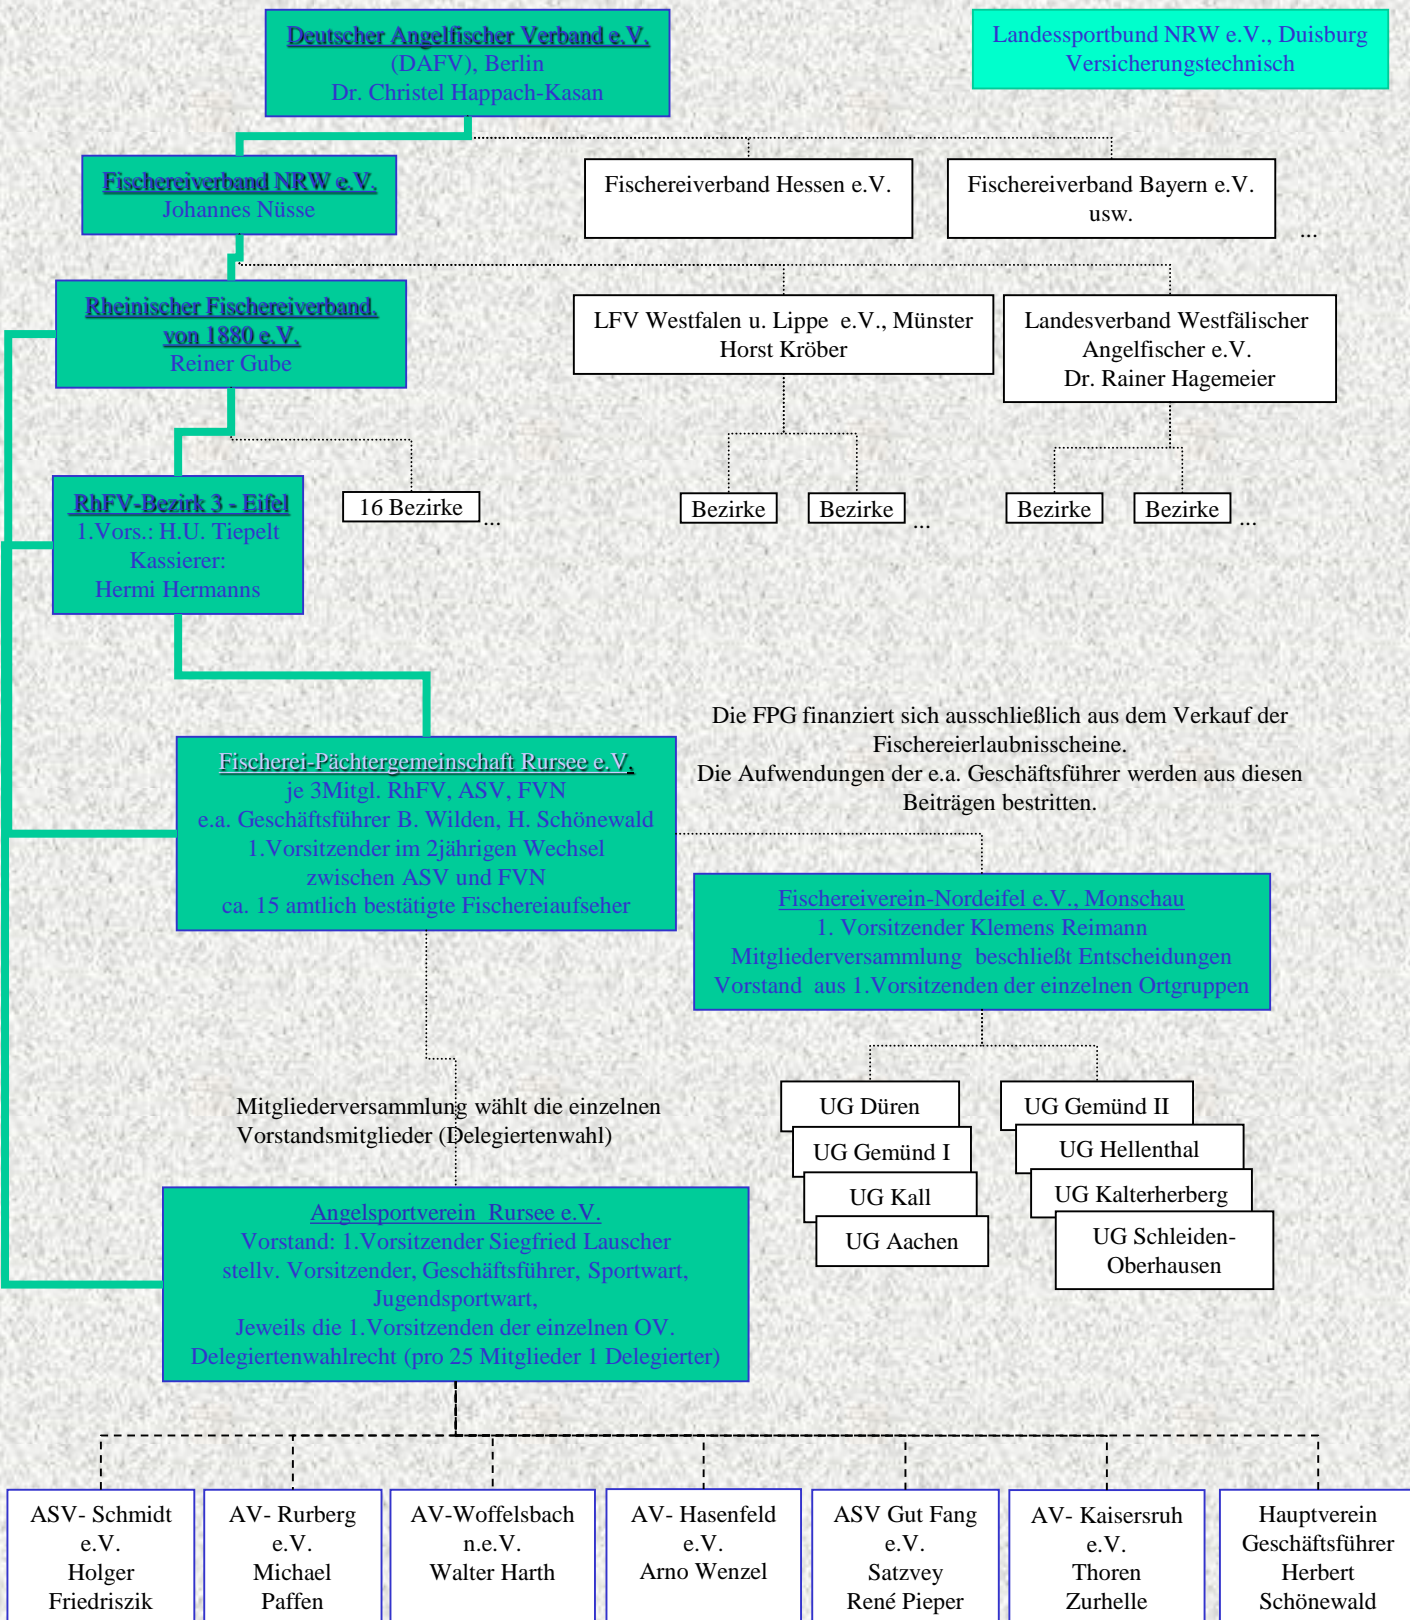 Deutscher Angelfischer Verband e.V.
(DAFV), Berlin
Dr. Christel Happach-Kasan
Landessportbund NRW e.V., Duisburg
Versicherungstechnisch
Fischereiverband NRW e.V.
Johannes Nüsse
Fischereiverband Hessen e.V.
Fischereiverband Bayern e.V.
usw.
...
Rheinischer Fischereiverband.
von 1880 e.V.
Reiner Gube
LFV Westfalen u. Lippe  e.V., Münster
Horst Kröber
Landesverband Westfälischer
Angelfischer e.V.
Dr. Rainer Hagemeier
RhFV-Bezirk 3 - Eifel
1.Vors.: H.U. Tiepelt
Kassierer:
Hermi Hermanns
16 Bezirke
...
Bezirke
Bezirke
...
Bezirke
Bezirke
...
Die FPG finanziert sich ausschließlich aus dem Verkauf der
Fischereierlaubnisscheine.
Die Aufwendungen der e.a. Geschäftsführer werden aus diesen
Beiträgen bestritten.
Fischerei-Pächtergemeinschaft Rursee e.V.
je 3Mitgl. RhFV, ASV, FVN
e.a. Geschäftsführer B. Wilden, H. Schönewald
1.Vorsitzender im 2jährigen Wechsel
zwischen ASV und FVN
ca. 15 amtlich bestätigte Fischereiaufseher
Fischereiverein-Nordeifel e.V., Monschau
1. Vorsitzender Klemens Reimann
Mitgliederversammlung  beschließt Entscheidungen
Vorstand  aus 1.Vorsitzenden der einzelnen Ortgruppen
UG Düren
UG Gemünd I
UG Kall
UG Aachen
UG Gemünd II
UG Hellenthal
UG Kalterherberg
UG Schleiden-
Oberhausen
Mitgliederversammlung wählt die einzelnen
Vorstandsmitglieder (Delegiertenwahl)
Angelsportverein  Rursee e.V.
Vorstand: 1.Vorsitzender Siegfried Lauscher
stellv. Vorsitzender, Geschäftsführer, Sportwart,
Jugendsportwart,
Jeweils die 1.Vorsitzenden der einzelnen OV.
Delegiertenwahlrecht (pro 25 Mitglieder 1 Delegierter)
ASV- Schmidt
e.V.
Holger
Friedriszik
AV- Rurberg
e.V.
Michael
Paffen
AV-Woffelsbach
n.e.V.
Walter Harth
AV- Hasenfeld
e.V.
Arno Wenzel
ASV Gut Fang
e.V.
Satzvey
René Pieper
AV- Kaisersruh
e.V.
Thoren
Zurhelle
Hauptverein
Geschäftsführer
Herbert
Schönewald